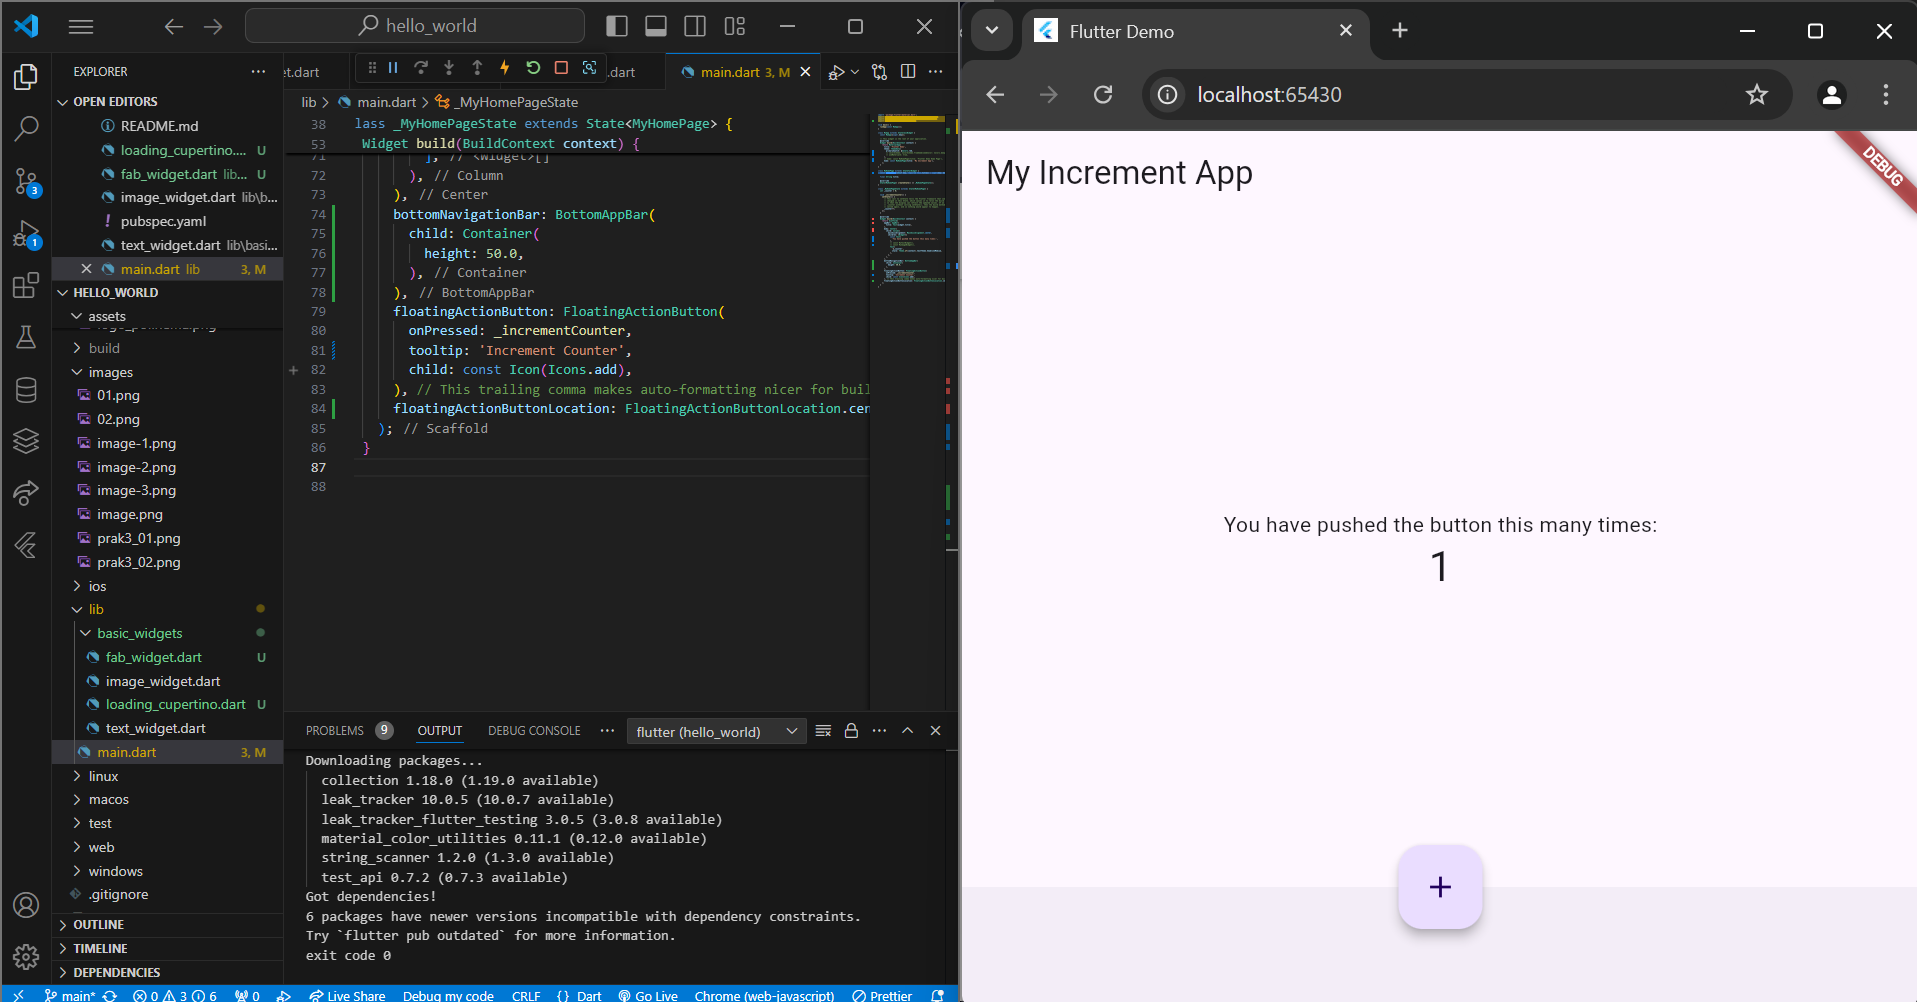 hello_world
EXPLORER
OPEN EDITORS
README.md
loading_cupertino.... U
fab_widget.dart lib... U
image_widget.dart lib\b...
pubspec.yaml
text_widget.dart lib\basi...
main.dart lib 3, M
HELLO_WORLD
assets
build
images
01.png
02.png
image-1.png
image-2.png
image-3.png
image.png
prak3_01.png
prak3_02.png
ios
lib
basic_widgets
fab_widget.dart U
image_widget.dart
loading_cupertino.dart U
text_widget.dart
main.dart 3, M
linux
macos
test
web
windows
.gitignore
OUTLINE
TIMELINE
DEPENDENCIES
3
1
et.dart
.dart
main.dart 3, M
lib > main.dart > _MyHomePageState
38 lass _MyHomePageState extends State<MyHomePage> {
53 Widget build(BuildContext context) {
71 ], // <Widget>[]
72 ), // Column
73 ), // Center
74 bottomNavigationBar: BottomAppBar(
75 child: Container(
76 height: 50.0,
77 ), // Container
78 ), // BottomAppBar
79 floatingActionButton: FloatingActionButton(
80 onPressed: _incrementCounter,
81 tooltip: 'Increment Counter',
82 child: const Icon(Icons.add),
83 ), // This trailing comma makes auto-formatting nicer for buil
84 floatingActionButtonLocation: FloatingActionButtonLocation.cen
85 ); // Scaffold
86 }
87
88
PROBLEMS 9 OUTPUT DEBUG CONSOLE ... flutter (hello_world)
Downloading packages...
collection 1.18.0 (1.19.0 available)
leak_tracker 10.0.5 (10.0.7 available)
leak_tracker_flutter_testing 3.0.5 (3.0.8 available)
material_color_utilities 0.11.1 (0.12.0 available)
string_scanner 1.2.0 (1.3.0 available)
test_api 0.7.2 (0.7.3 available)
Got dependencies!
6 packages have newer versions incompatible with dependency constraints.
Try `flutter pub outdated` for more information.
exit code 0
main* 0 3 6 0 Live Share Debug my code CRLF {} Dart Go Live Chrome (web-javascript) Prettier
Flutter Demo
localhost:65430
My Increment App
DEBUG
You have pushed the button this many times:
1
+